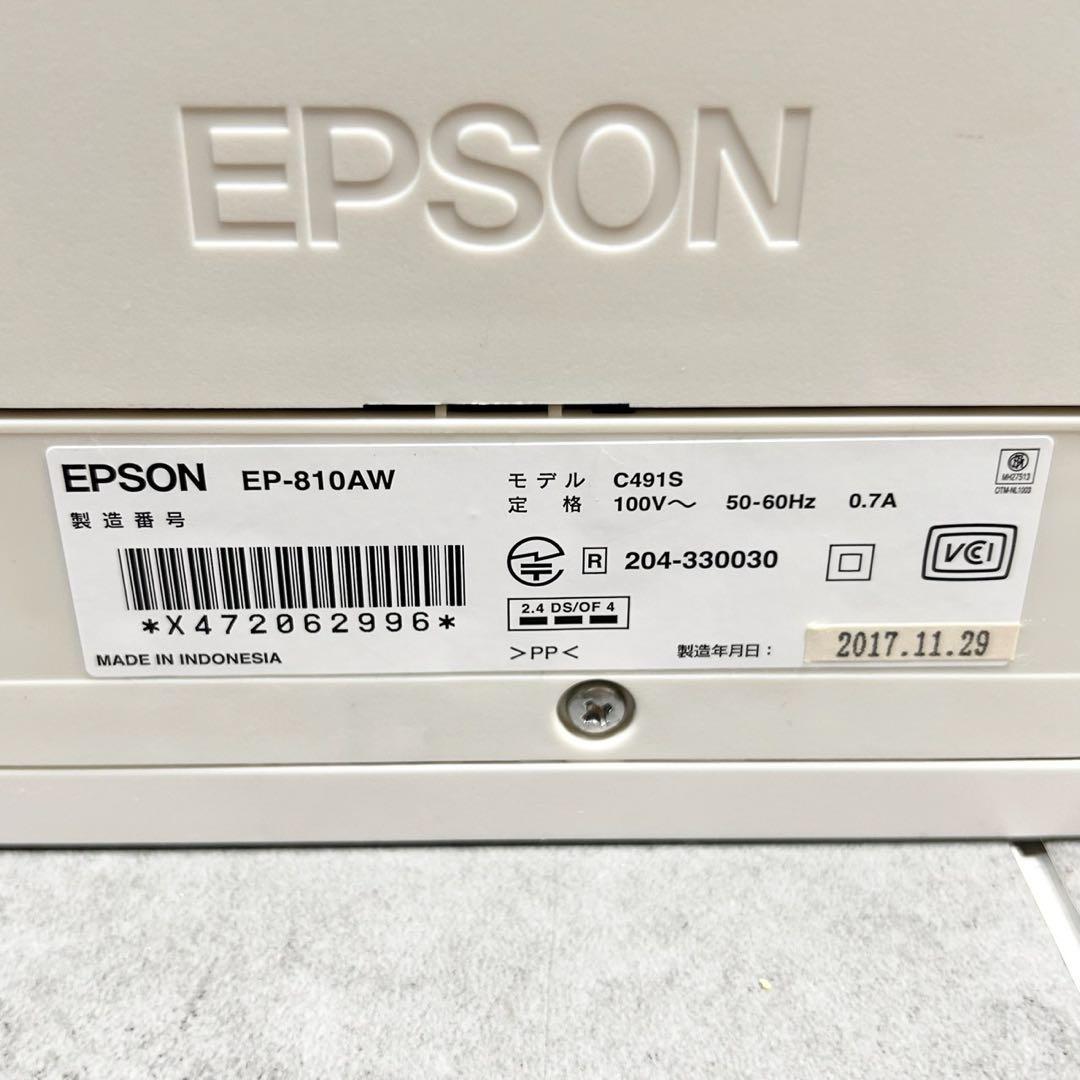 EPSON
EPSON EP-810AW
製造番号
*X472062996*
MADE IN INDONESIA
モデル C491S
定格 100V～ 50-60Hz 0.7A
R 204-330030
2.4 DS/OF 4
>PP<
製造年月日： 2017.11.29
VCCI
MH27513